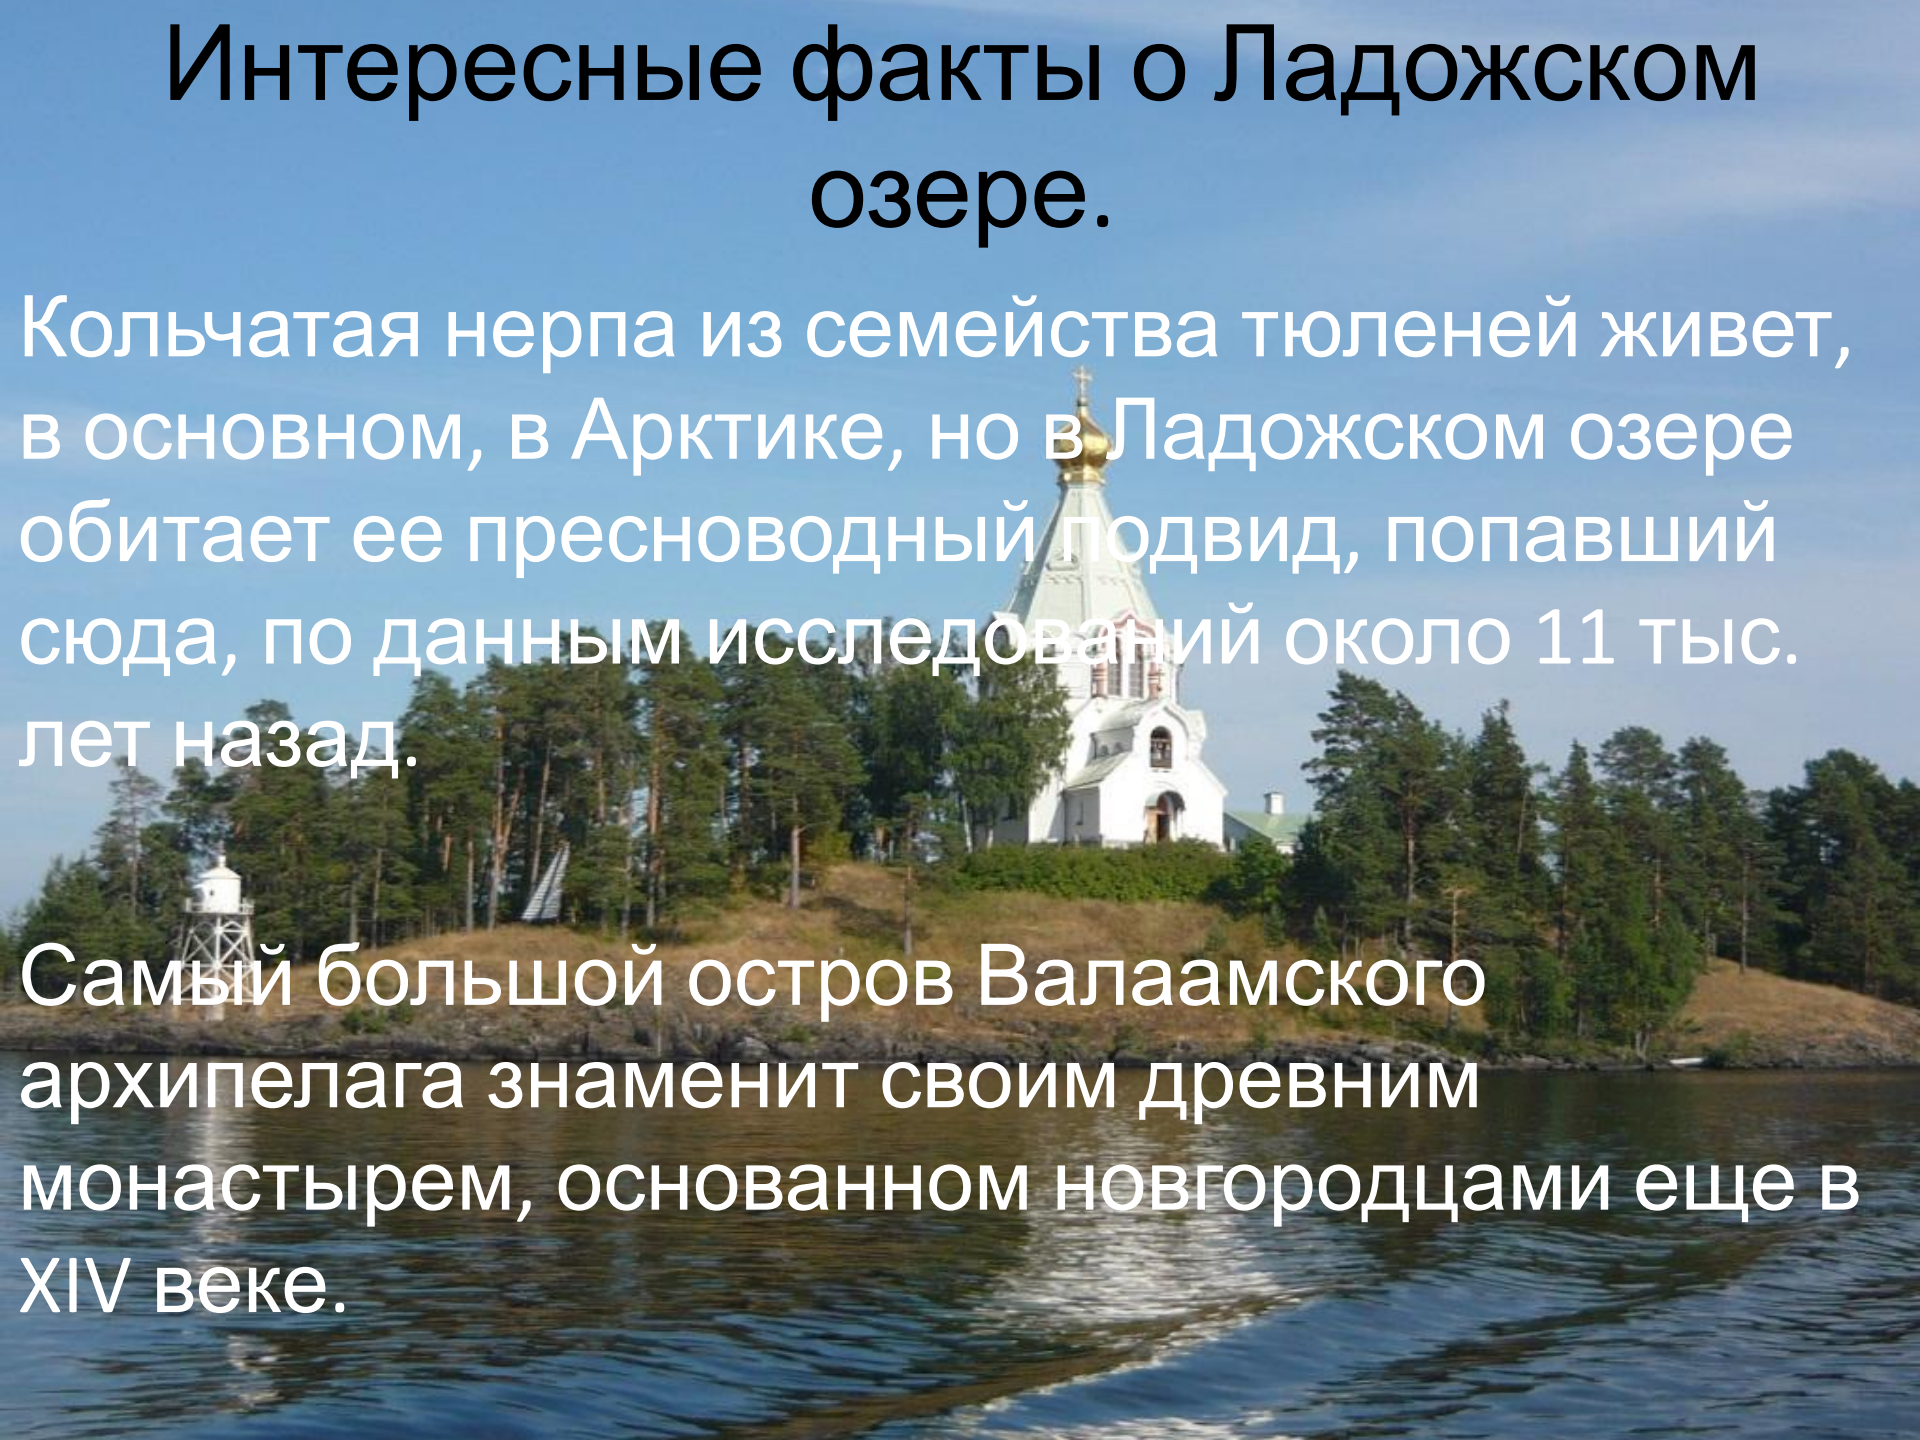 Интересные факты о Ладожском
озере.
Кольчатая нерпа из семейства тюленей живет,
в основном, в Арктике, но в Ладожском озере
обитает ее пресноводный подвид, попавший
сюда, по данным исследований около 11 тыс.
лет назад.
Самый большой остров Валаамского
архипелага знаменит своим древним
монастырем, основанном новгородцами еще в
XIV веке.